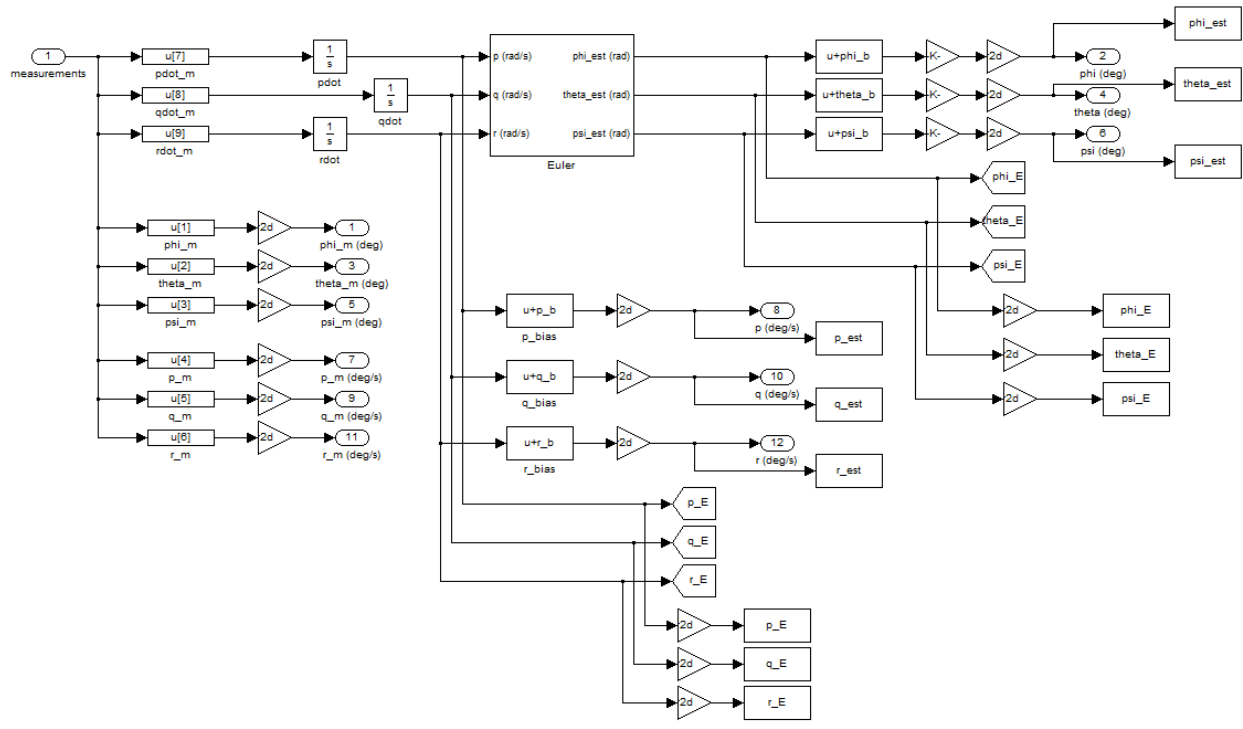 phi_est
1
measurements
u[7]
pdot_m
1
s
pdot
p (rad/s)
phi_est (rad)
u+phi_b
-K-
2d
2
phi (deg)
u[8]
qdot_m
1
s
qdot
q (rad/s)
theta_est (rad)
u+theta_b
-K-
2d
4
theta (deg)
theta_est
u[9]
rdot_m
1
s
rdot
r (rad/s)
psi_est (rad)
u+psi_b
-K-
2d
6
psi (deg)
psi_est
Euler
phi_E
theta_E
psi_E
u[1]
phi_m
2d
1
phi_m (deg)
u[2]
theta_m
2d
3
theta_m (deg)
u[3]
psi_m
2d
5
psi_m (deg)
u[4]
p_m
2d
7
p_m (deg/s)
u[5]
q_m
2d
9
q_m (deg/s)
u[6]
r_m
2d
11
r_m (deg/s)
u+p_b
p_bias
2d
8
p (deg/s)
p_est
u+q_b
q_bias
2d
10
q (deg/s)
q_est
u+r_b
r_bias
2d
12
r (deg/s)
r_est
2d
phi_E
2d
theta_E
2d
psi_E
p_E
q_E
r_E
2d
p_E
2d
q_E
2d
r_E